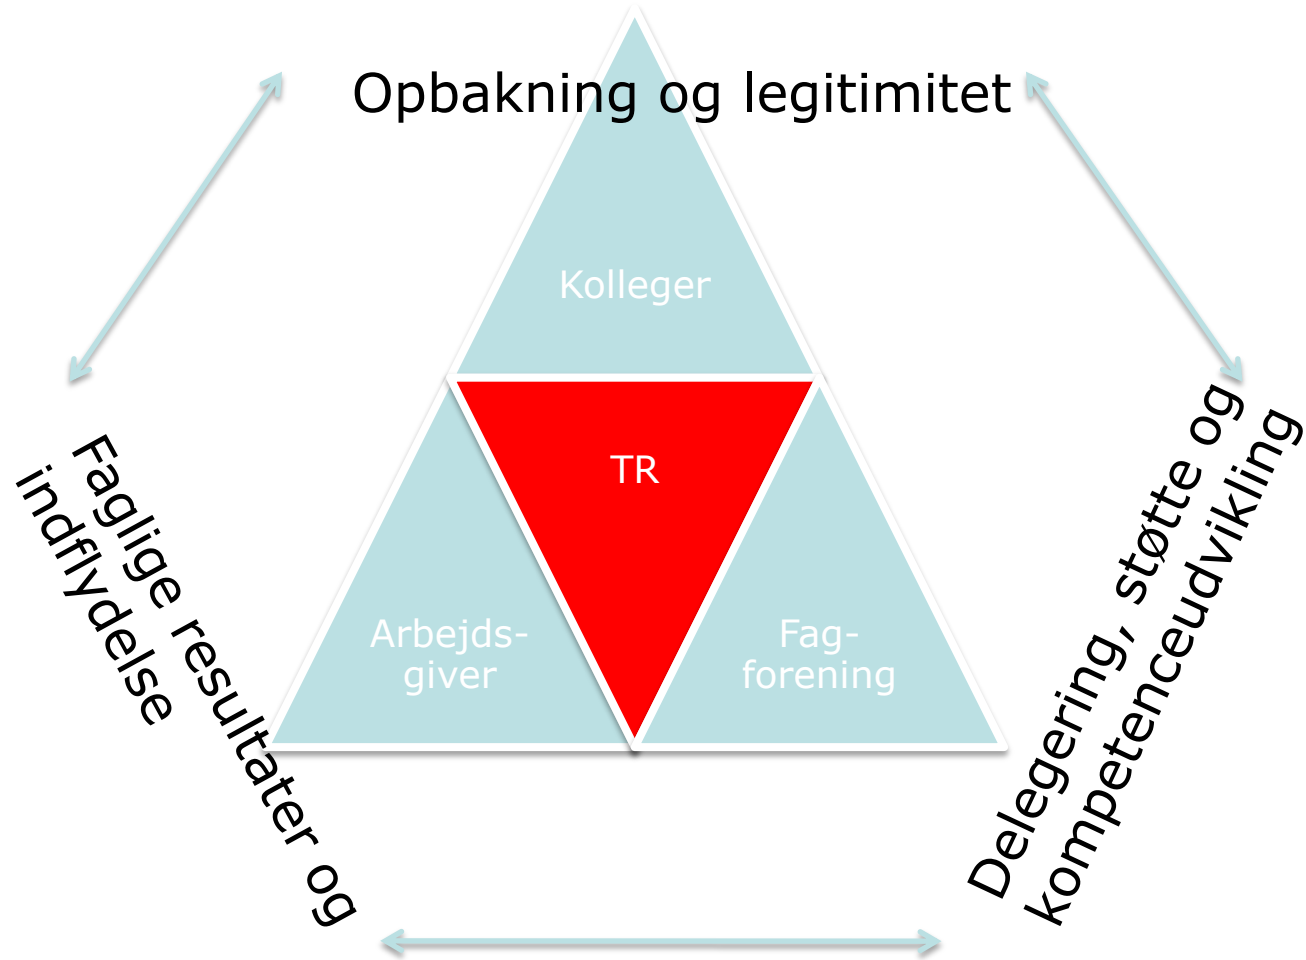 Opbakning og legitimitet
Kolleger
TR
Arbejds-
giver
Fag-
forening
Faglige resultater og
indflydelse
Delegering, støtte og
kompetenceudvikling